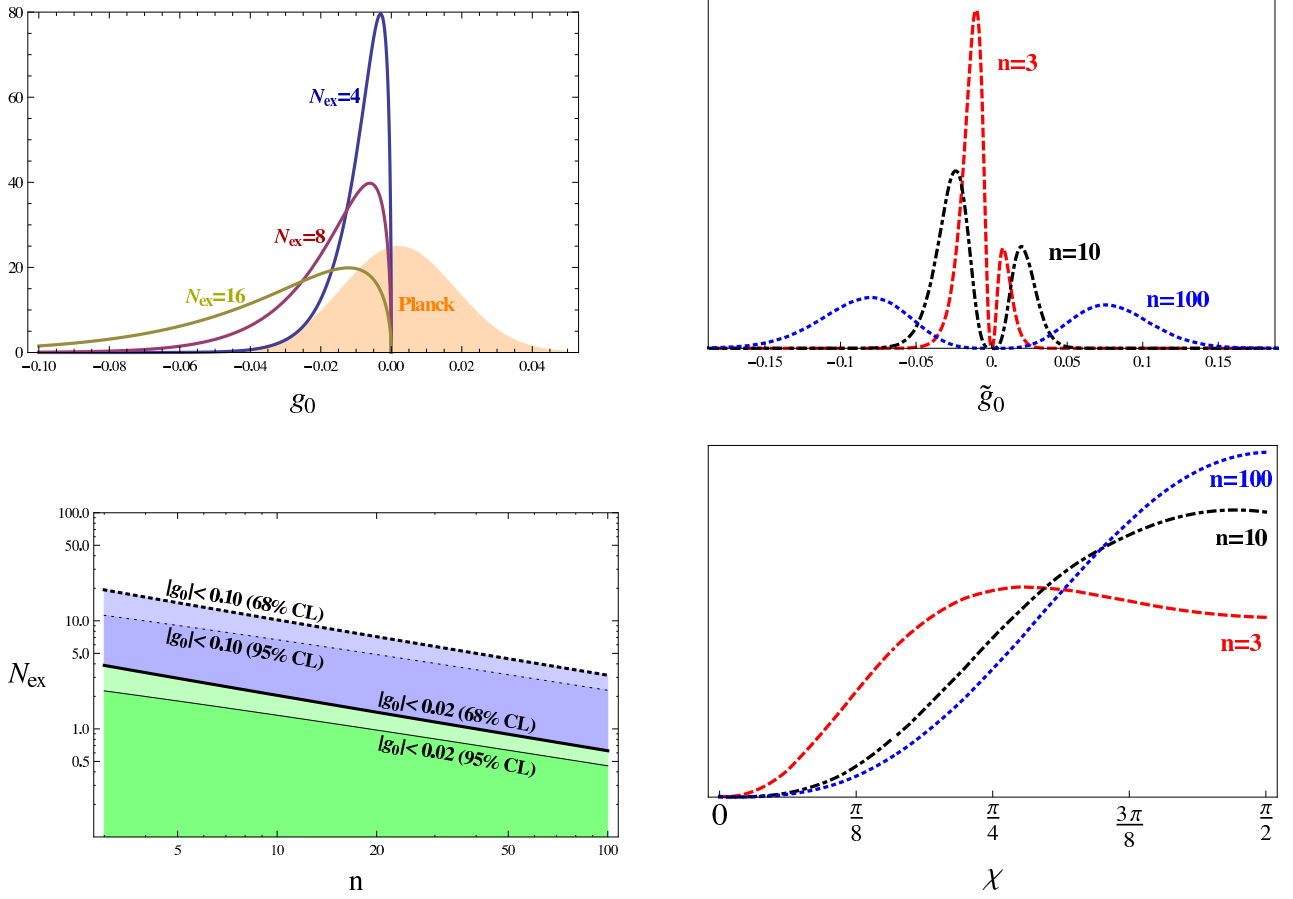 80
60
40
20
0
N_ex=4
N_ex=8
N_ex=16
Planck
−0.10 −0.08 −0.06 −0.04 −0.02 0.00 0.02 0.04
g_0
n=3
n=10
n=100
-0.15 -0.1 -0.05 0. 0.05 0.1 0.15
g̃_0
100.0
50.0
10.0
5.0
1.0
0.5
N_ex
|g_0|< 0.10 (68% CL)
|g_0|< 0.10 (95% CL)
|g_0|< 0.02 (68% CL)
|g_0|< 0.02 (95% CL)
5 10 20 50 100
n
n=100
n=10
n=3
0 π/8 π/4 3π/8 π/2
χ